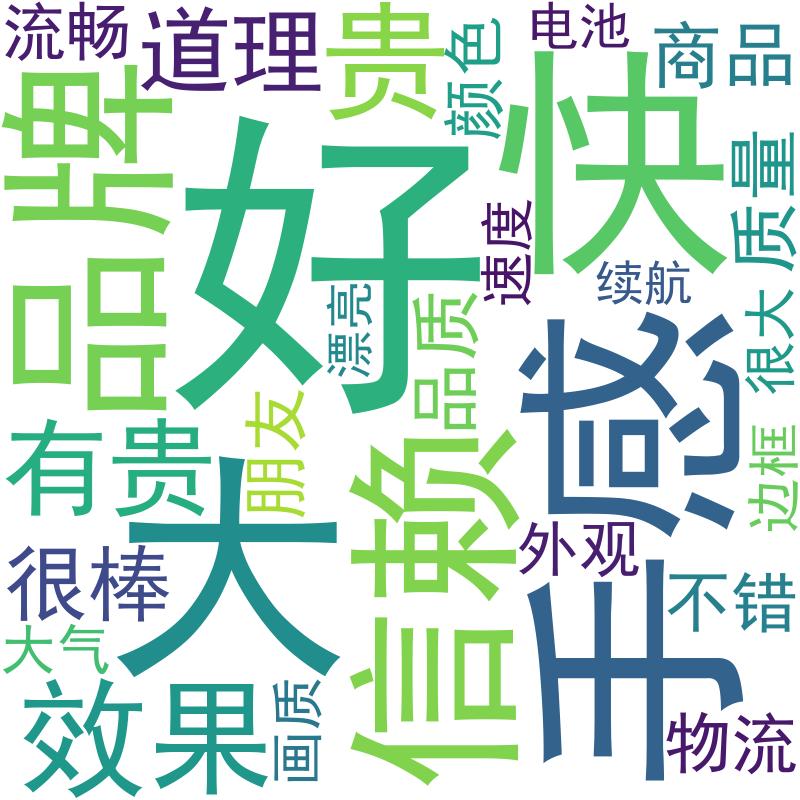 流畅
道理
贵
电池
商品
颜色
品牌
好
快
质量
速度
续航
漂亮
品质
很大
手感
有贵
朋友
大
信赖
边框
外观
很棒
不错
大气
效果
画质
物流